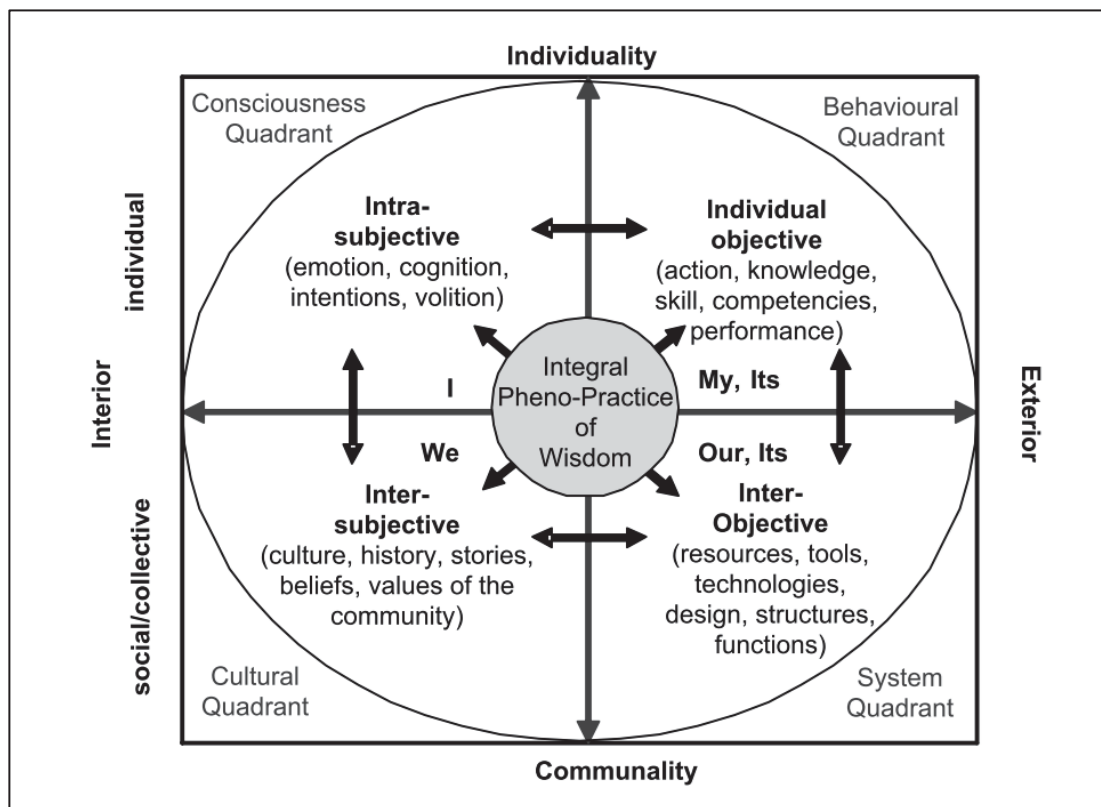 Individuality
Consciousness
Quadrant
Behavioural
Quadrant
individual
Interior
social/collective
Intra-
subjective
(emotion, cognition,
intentions, volition)
Individual
objective
(action, knowledge,
skill, competencies,
performance)
I
My, Its
Integral
Pheno-Practice
of
Wisdom
We
Our, Its
Exterior
Inter-
subjective
(culture, history, stories,
beliefs, values of the
community)
Inter-
Objective
(resources, tools,
technologies,
design, structures,
functions)
Cultural
Quadrant
System
Quadrant
Communality